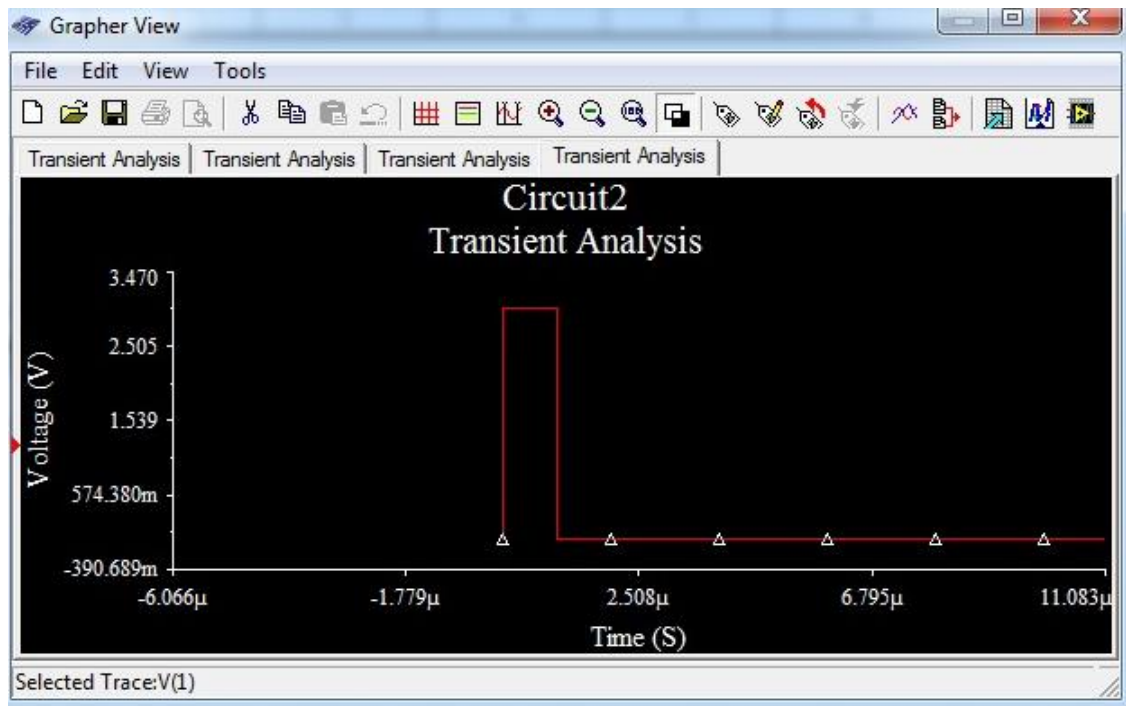 Grapher View
File Edit View Tools
Transient Analysis Transient Analysis Transient Analysis Transient Analysis
Circuit2
Transient Analysis
3.470
2.505
1.539
574.380m
-390.689m
Voltage (V)
-6.066µ -1.779µ 2.508µ 6.795µ 11.083µ
Time (S)
Selected Trace:V(1)